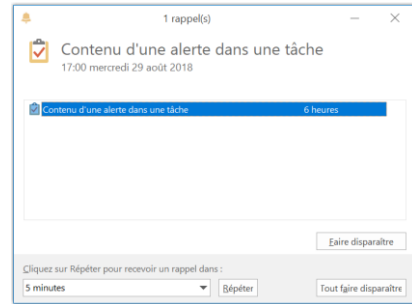 1 rappel(s)
Contenu d'une alerte dans une tâche
17:00 mercredi 29 août 2018
Contenu d'une alerte dans une tâche 6 heures
Faire disparaître
Cliquez sur Répéter pour recevoir un rappel dans :
5 minutes Répéter Tout faire disparaître